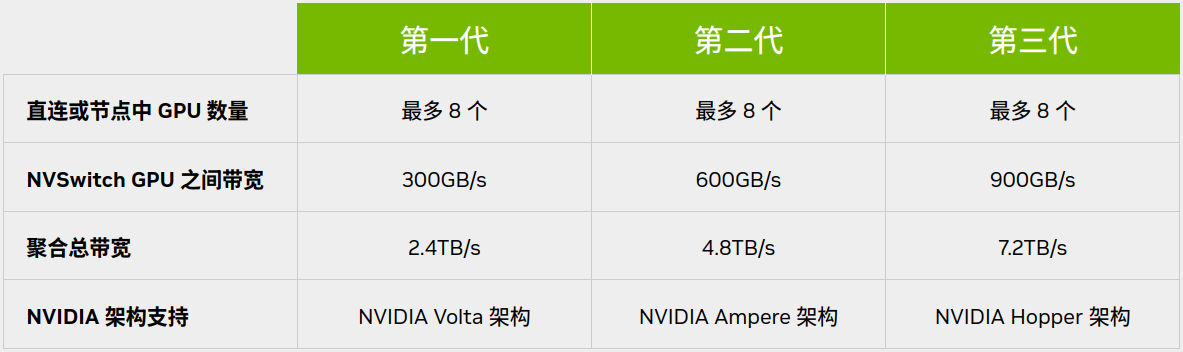 第一代 第二代 第三代
直连或节点中 GPU 数量 最多 8 个 最多 8 个 最多 8 个
NVSwitch GPU 之间带宽 300GB/s 600GB/s 900GB/s
聚合总带宽 2.4TB/s 4.8TB/s 7.2TB/s
NVIDIA 架构支持 NVIDIA Volta 架构 NVIDIA Ampere 架构 NVIDIA Hopper 架构